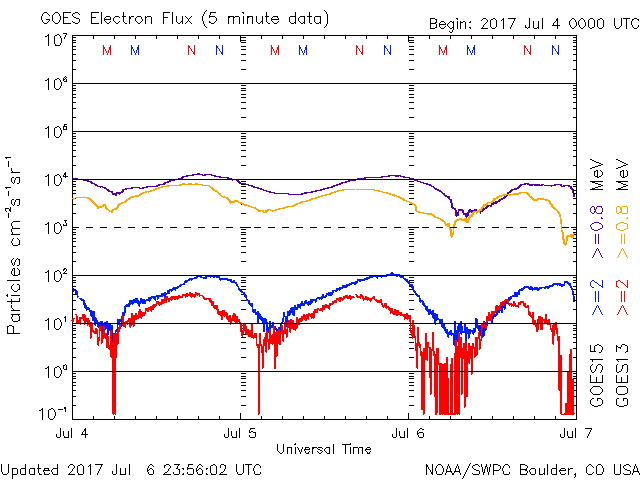 GOES Electron Flux (5 minute data)
Begin: 2017 Jul 4 0000 UTC
10⁷
M M N N M M N N M M N N
10⁶
10⁵
10⁴
10³
10²
10¹
10⁰
10⁻¹
Particles cm⁻²s⁻¹sr⁻¹
Jul 4 Jul 5 Jul 6 Jul 7
Universal Time
GOES15 >=2 >=0.8 MeV
GOES13 >=2 >=0.8 MeV
Updated 2017 Jul 6 23:56:02 UTC
NOAA/SWPC Boulder, CO USA